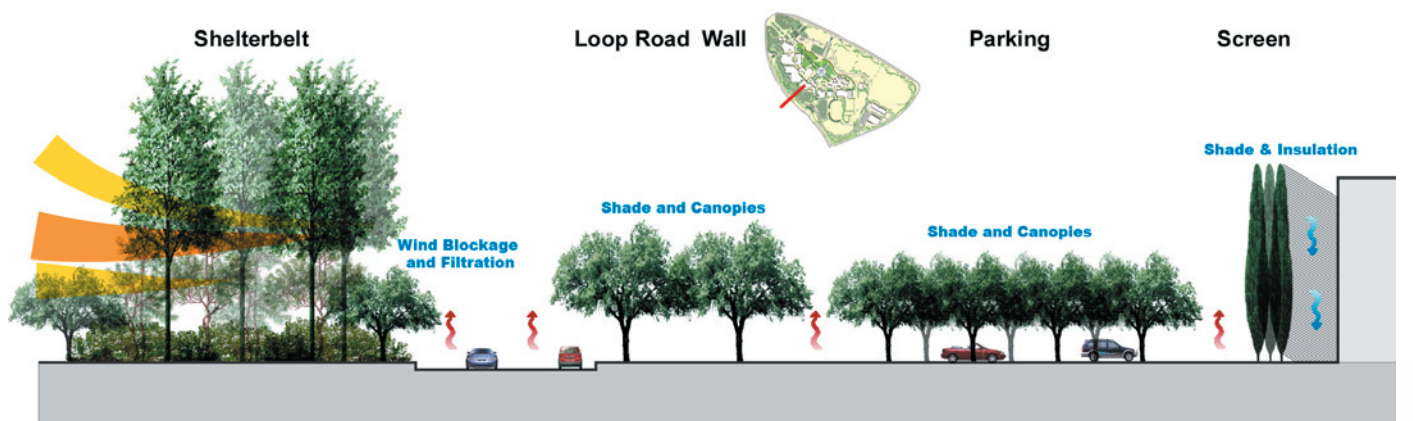 Shelterbelt
Loop Road Wall
Parking
Screen
Shade & Insulation
Shade and Canopies
Shade and Canopies
Wind Blockage
and Filtration